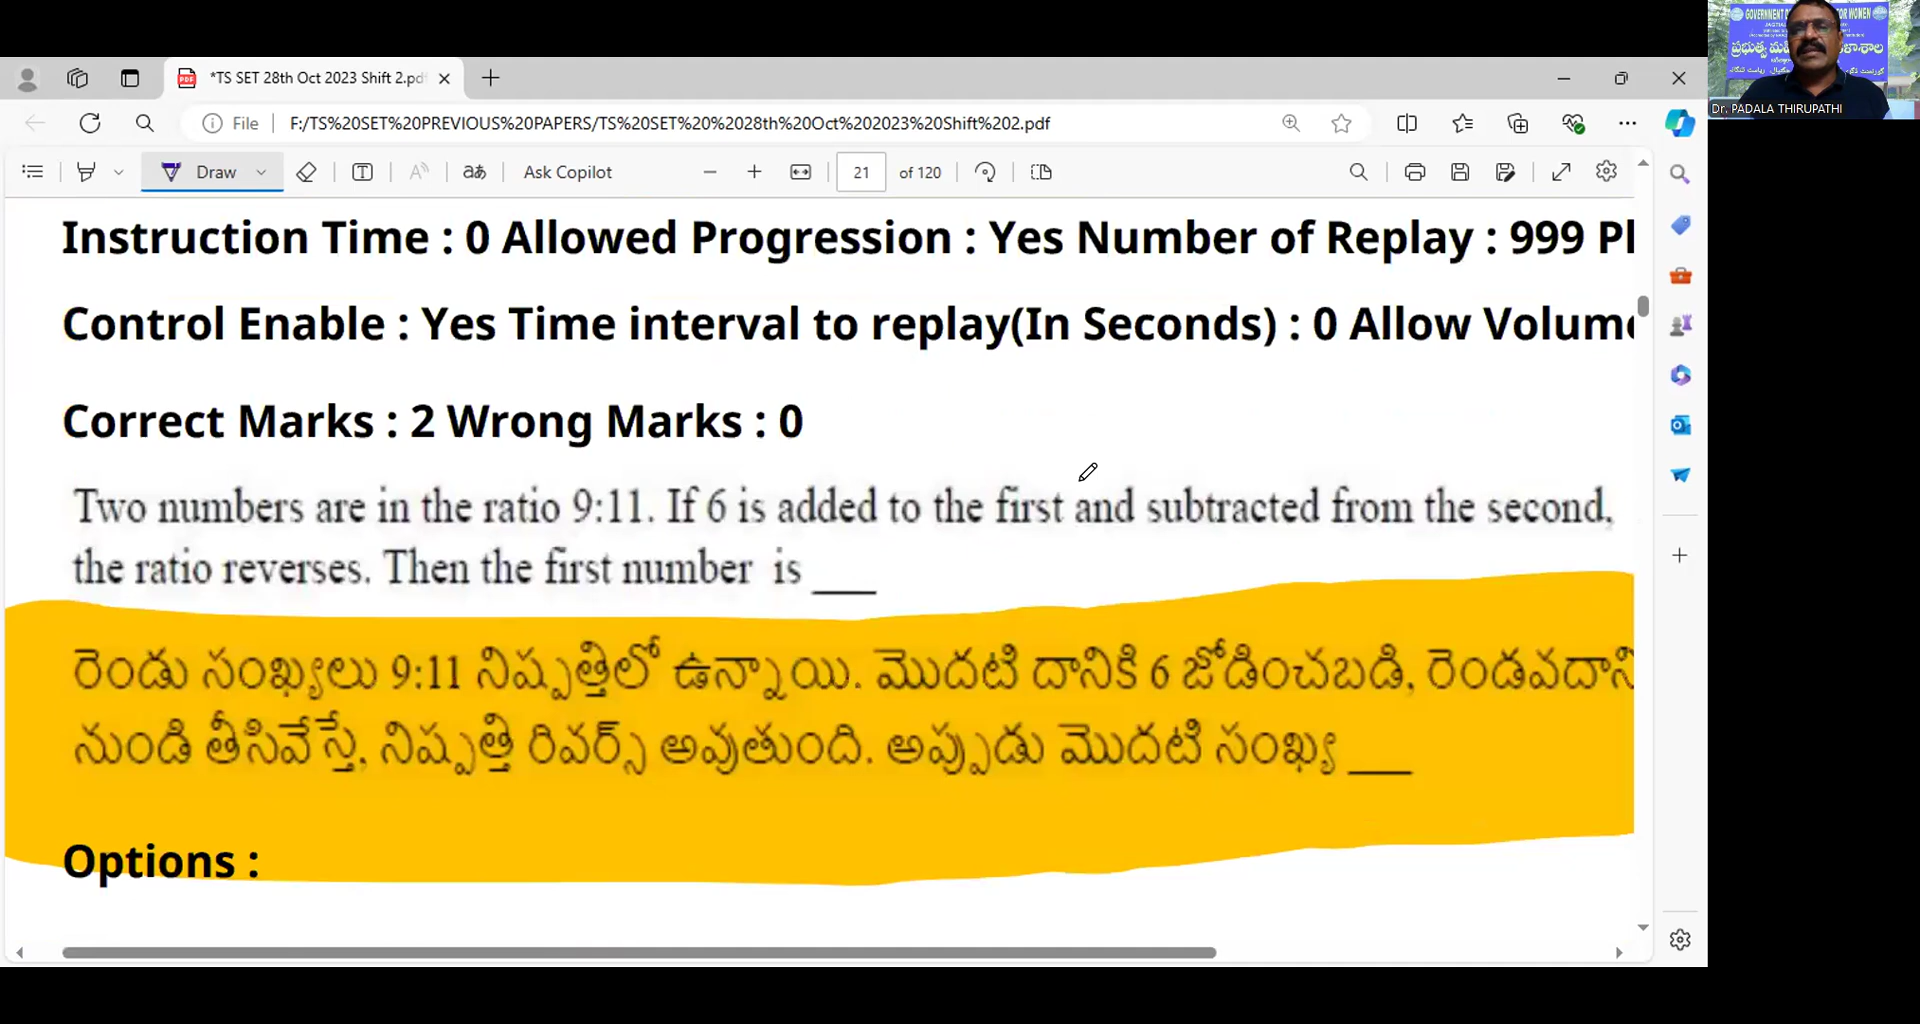 GOVERNMENT D
FOR WOMEN
Dr. PADALA THIRUPATHI
*TS SET 28th Oct 2023 Shift 2.pdf
File
F:/TS%20SET%20PREVIOUS%20PAPERS/TS%20SET%20%2028th%20Oct%202023%20Shift%202.pdf
Draw
Ask Copilot
21 of 120
Instruction Time : 0 Allowed Progression : Yes Number of Replay : 999 Pl
Control Enable : Yes Time interval to replay(In Seconds) : 0 Allow Volume
Correct Marks : 2 Wrong Marks : 0
Two numbers are in the ratio 9:11. If 6 is added to the first and subtracted from the second,
the ratio reverses. Then the first number is ___
రెండు సంఖ్యలు 9:11 నిష్పత్తిలో ఉన్నాయి. మొదటి దానికి 6 జోడించబడి, రెండవదాని
నుండి తీసివేస్తే, నిష్పత్తి రివర్స్ అవుతుంది. అప్పుడు మొదటి సంఖ్య ___
Options :